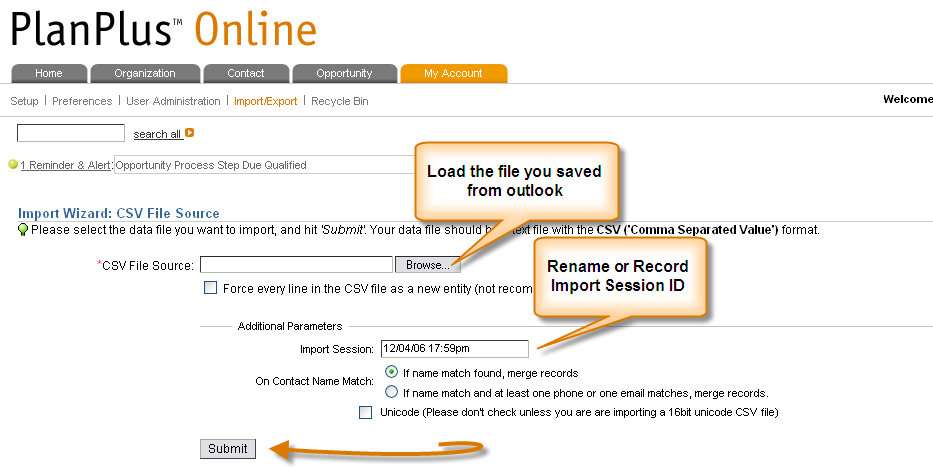 PlanPlus™ Online
Home Organization Contact Opportunity My Account
Setup | Preferences | User Administration | Import/Export | Recycle Bin
Welcome
search all
1 Reminder & Alert: Opportunity Process Step Due Qualified
Load the file you saved
from outlook
Import Wizard: CSV File Source
Please select the data file you want to import, and hit 'Submit'. Your data file should b text file with the CSV ('Comma Separated Value') format.
*CSV File Source: Browse...
Rename or Record
Import Session ID
Force every line in the CSV file as a new entity (not recom
Additional Parameters
Import Session: 12/04/06 17:59pm
On Contact Name Match: If name match found, merge records
If name match and at least one phone or one email matches, merge records.
Unicode (Please don't check unless you are are importing a 16bit unicode CSV file)
Submit